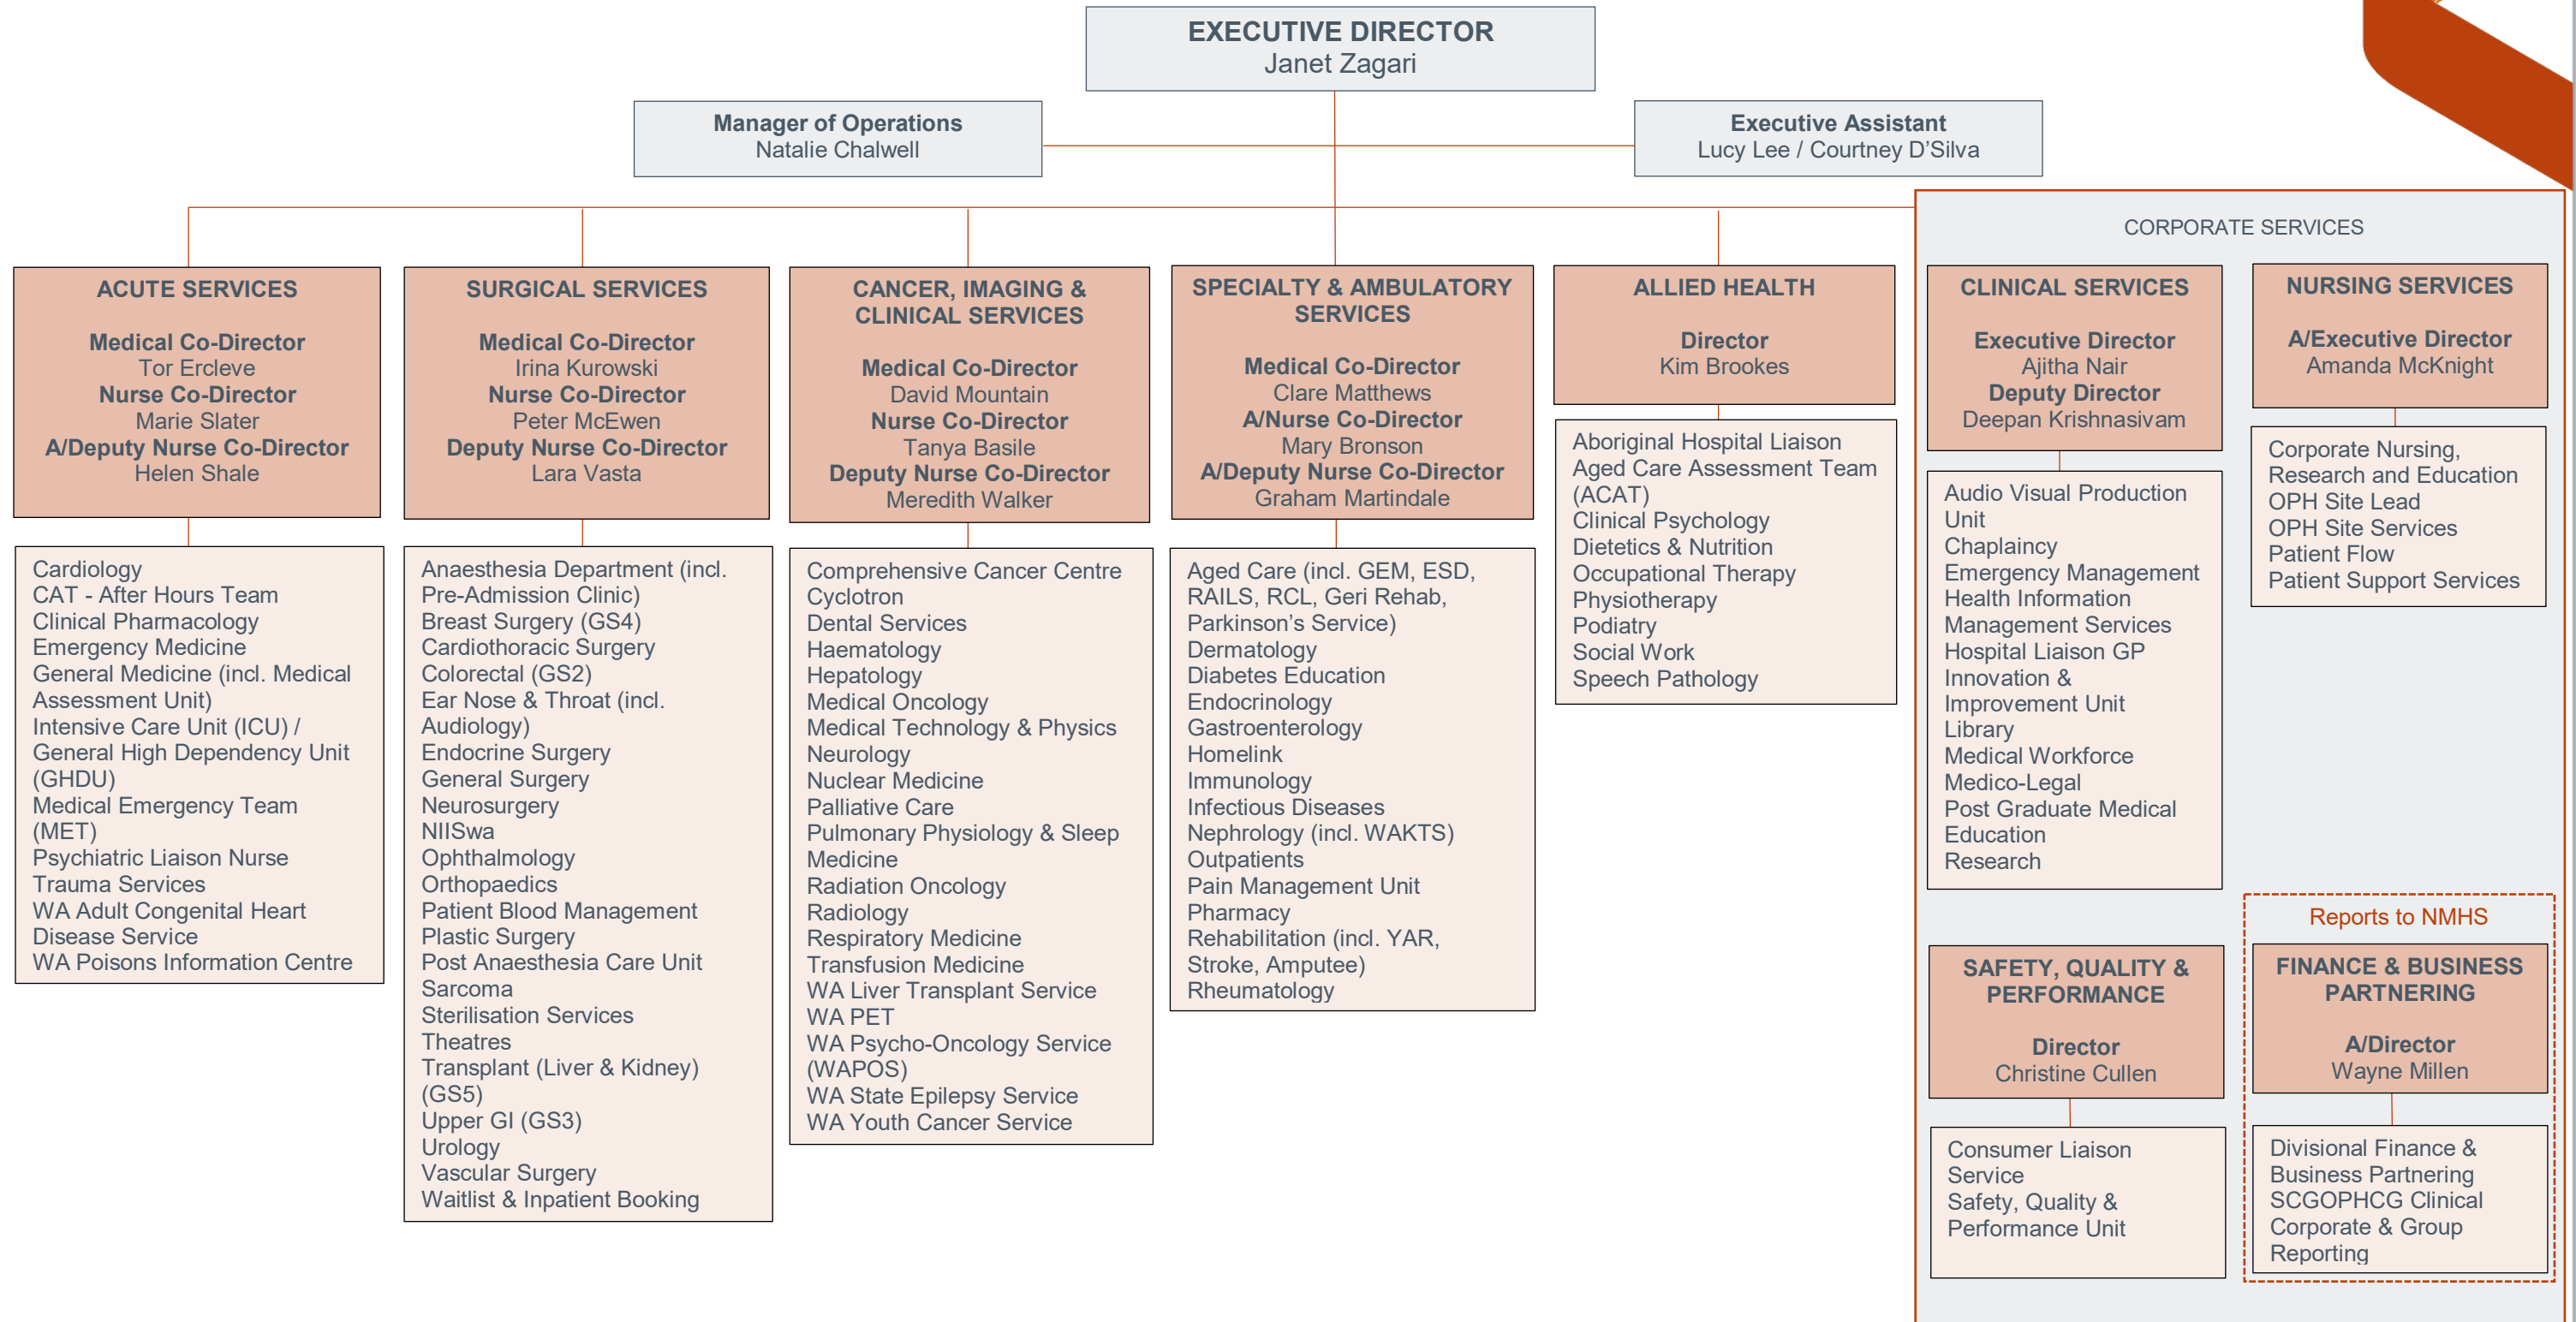 EXECUTIVE DIRECTOR
Janet Zagari
Manager of Operations
Natalie Chalwell
Executive Assistant
Lucy Lee / Courtney D’Silva
ACUTE SERVICES
Medical Co-Director
Tor Ercleve
Nurse Co-Director
Marie Slater
A/Deputy Nurse Co-Director
Helen Shale
Cardiology
CAT - After Hours Team
Clinical Pharmacology
Emergency Medicine
General Medicine (incl. Medical
Assessment Unit)
Intensive Care Unit (ICU) /
General High Dependency Unit
(GHDU)
Medical Emergency Team
(MET)
Psychiatric Liaison Nurse
Trauma Services
WA Adult Congenital Heart
Disease Service
WA Poisons Information Centre
SURGICAL SERVICES
Medical Co-Director
Irina Kurowski
Nurse Co-Director
Peter McEwen
Deputy Nurse Co-Director
Lara Vasta
Anaesthesia Department (incl.
Pre-Admission Clinic)
Breast Surgery (GS4)
Cardiothoracic Surgery
Colorectal (GS2)
Ear Nose & Throat (incl.
Audiology)
Endocrine Surgery
General Surgery
Neurosurgery
NIISwa
Ophthalmology
Orthopaedics
Patient Blood Management
Plastic Surgery
Post Anaesthesia Care Unit
Sarcoma
Sterilisation Services
Theatres
Transplant (Liver & Kidney)
(GS5)
Upper GI (GS3)
Urology
Vascular Surgery
Waitlist & Inpatient Booking
CANCER, IMAGING &
CLINICAL SERVICES
Medical Co-Director
David Mountain
Nurse Co-Director
Tanya Basile
Deputy Nurse Co-Director
Meredith Walker
Comprehensive Cancer Centre
Cyclotron
Dental Services
Haematology
Hepatology
Medical Oncology
Medical Technology & Physics
Neurology
Nuclear Medicine
Palliative Care
Pulmonary Physiology & Sleep
Medicine
Radiation Oncology
Radiology
Respiratory Medicine
Transfusion Medicine
WA Liver Transplant Service
WA PET
WA Psycho-Oncology Service
(WAPOS)
WA State Epilepsy Service
WA Youth Cancer Service
SPECIALTY & AMBULATORY
SERVICES
Medical Co-Director
Clare Matthews
A/Nurse Co-Director
Mary Bronson
A/Deputy Nurse Co-Director
Graham Martindale
Aged Care (incl. GEM, ESD,
RAILS, RCL, Geri Rehab,
Parkinson’s Service)
Dermatology
Diabetes Education
Endocrinology
Gastroenterology
Homelink
Immunology
Infectious Diseases
Nephrology (incl. WAKTS)
Outpatients
Pain Management Unit
Pharmacy
Rehabilitation (incl. YAR,
Stroke, Amputee)
Rheumatology
ALLIED HEALTH
Director
Kim Brookes
Aboriginal Hospital Liaison
Aged Care Assessment Team
(ACAT)
Clinical Psychology
Dietetics & Nutrition
Occupational Therapy
Physiotherapy
Podiatry
Social Work
Speech Pathology
CORPORATE SERVICES
CLINICAL SERVICES
Executive Director
Ajitha Nair
Deputy Director
Deepan Krishnasivam
Audio Visual Production
Unit
Chaplaincy
Emergency Management
Health Information
Management Services
Hospital Liaison GP
Innovation &
Improvement Unit
Library
Medical Workforce
Medico-Legal
Post Graduate Medical
Education
Research
NURSING SERVICES
A/Executive Director
Amanda McKnight
Corporate Nursing,
Research and Education
OPH Site Lead
OPH Site Services
Patient Flow
Patient Support Services
SAFETY, QUALITY &
PERFORMANCE
Director
Christine Cullen
Consumer Liaison
Service
Safety, Quality &
Performance Unit
Reports to NMHS
FINANCE & BUSINESS
PARTNERING
A/Director
Wayne Millen
Divisional Finance &
Business Partnering
SCGOPHCG Clinical
Corporate & Group
Reporting